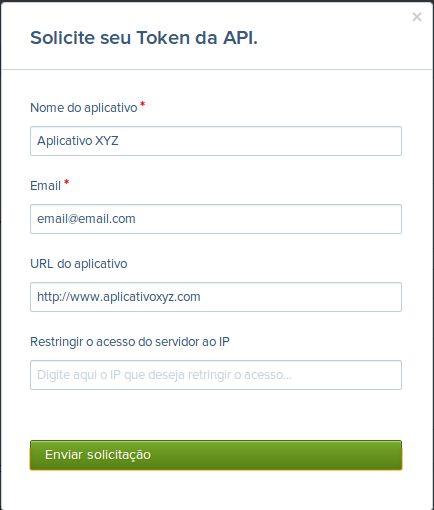 ×
Solicite seu Token da API.
Nome do aplicativo *
Aplicativo XYZ
Email *
email@email.com
URL do aplicativo
http://www.aplicativoxyz.com
Restringir o acesso do servidor ao IP
Digite aqui o IP que deseja retringir o acesso...
Enviar solicitação